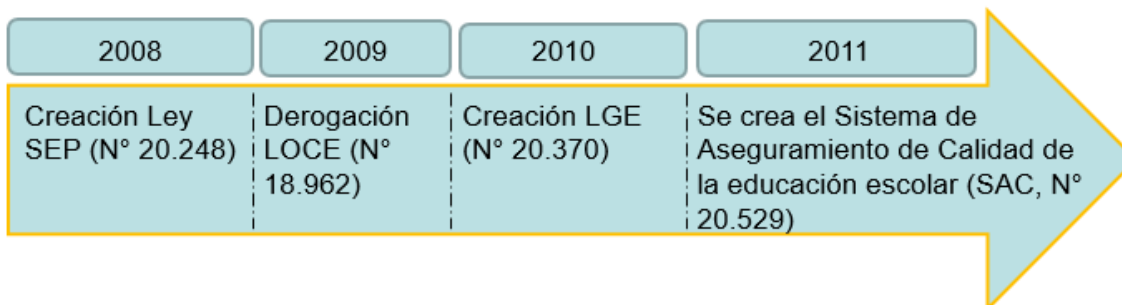 2008
2009
2010
2011
Creación Ley
SEP (N° 20.248)
Derogación
LOCE (N°
18.962)
Creación LGE
(N° 20.370)
Se crea el Sistema de
Aseguramiento de Calidad de
la educación escolar (SAC, N°
20.529)